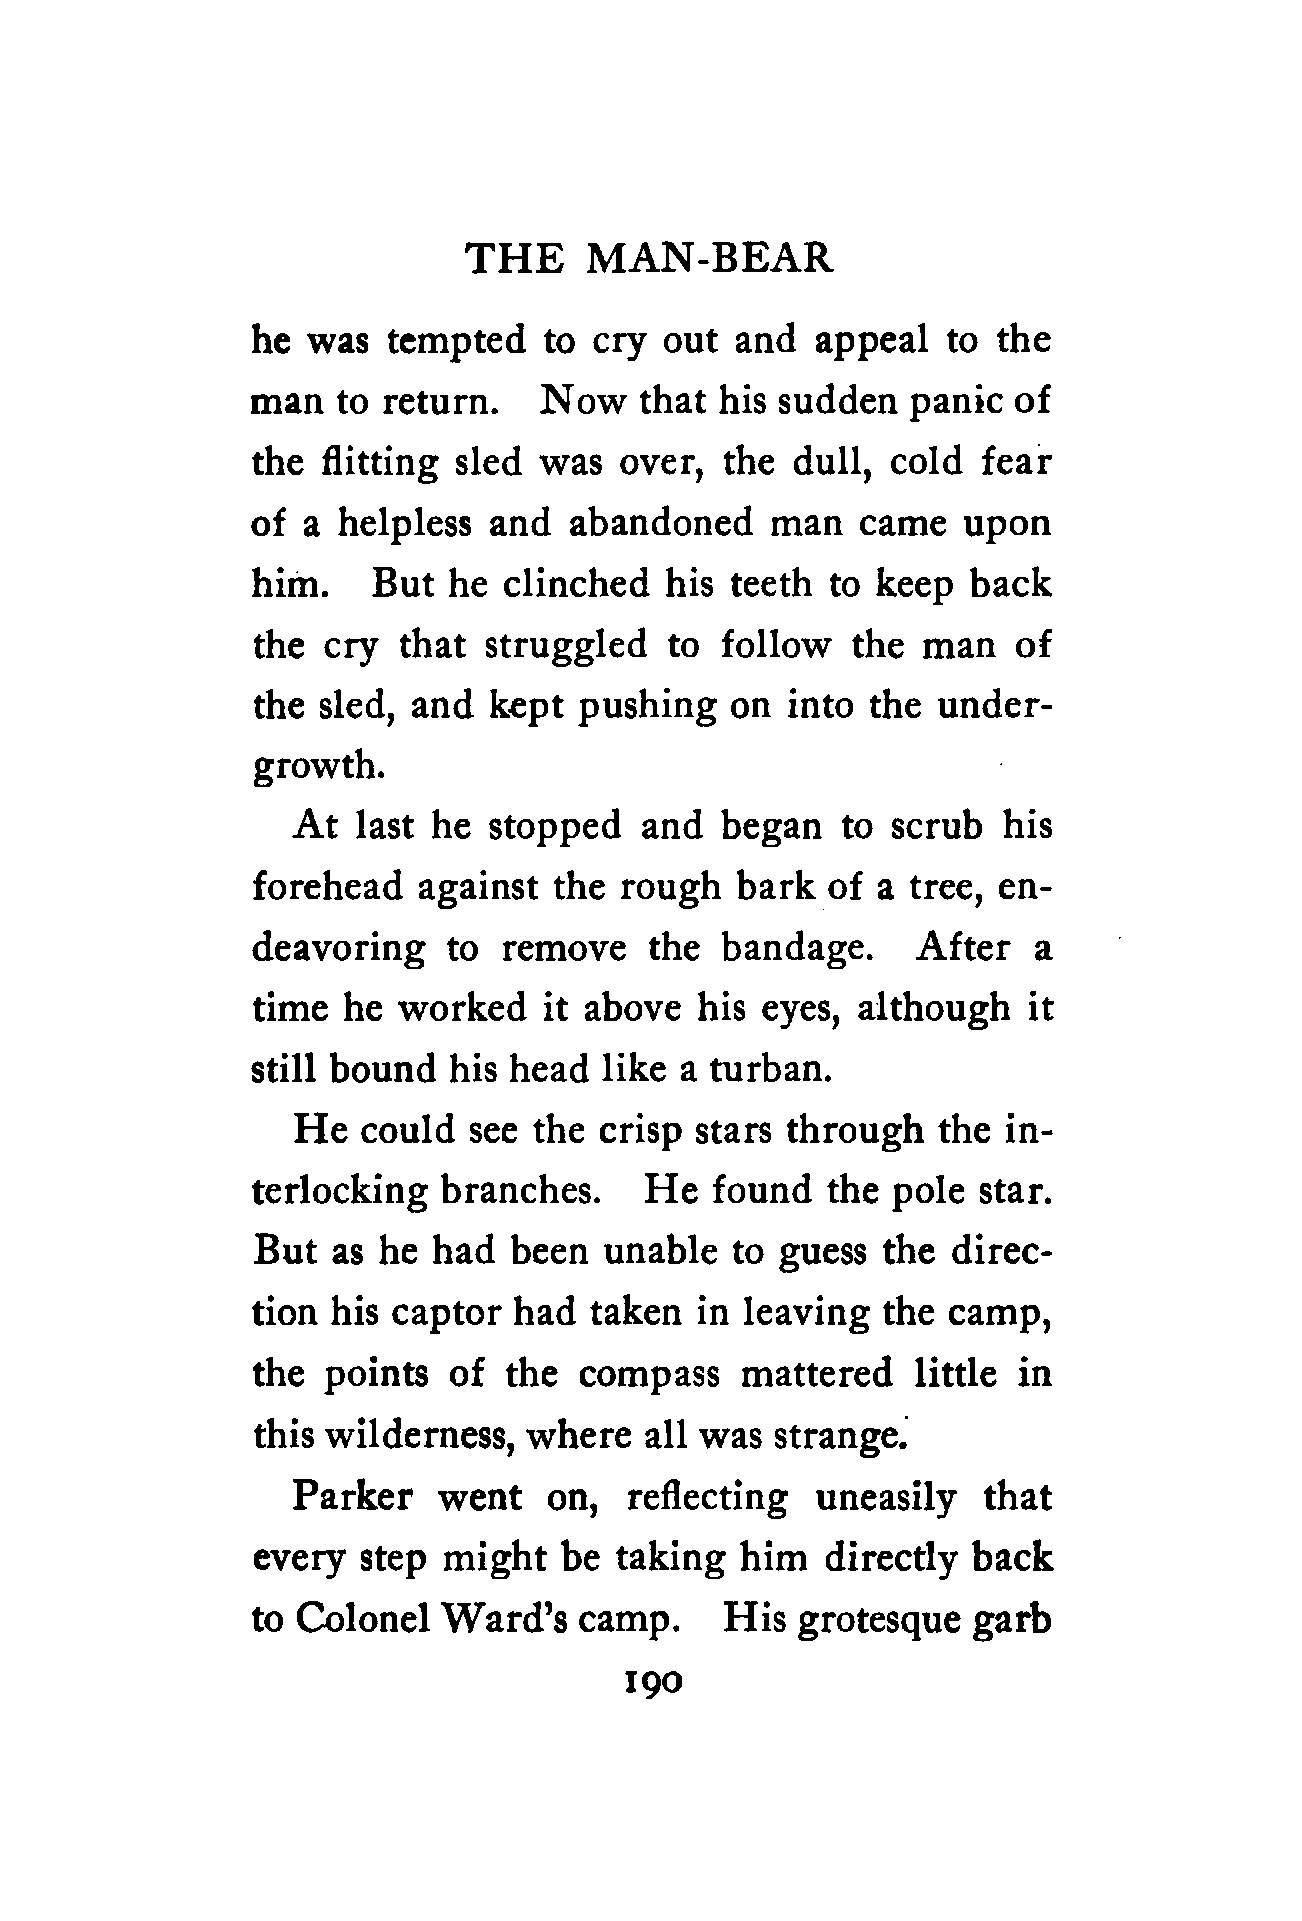 THE MAN-BEAR
he was tempted to cry out and appeal to the
man to return. Now that his sudden panic of
the flitting sled was over, the dull, cold fear
of a helpless and abandoned man came upon
him. But he clinched his teeth to keep back
the cry that struggled to follow the man of
the sled, and kept pushing on into the under-
growth.
At last he stopped and began to scrub his
forehead against the rough bark of a tree, en-
deavoring to remove the bandage. After a
time he worked it above his eyes, although it
still bound his head like a turban.
He could see the crisp stars through the in-
terlocking branches. He found the pole star.
But as he had been unable to guess the direc-
tion his captor had taken in leaving the camp,
the points of the compass mattered little in
this wilderness, where all was strange.
Parker went on, reflecting uneasily that
every step might be taking him directly back
to Colonel Ward's camp. His grotesque garb
190